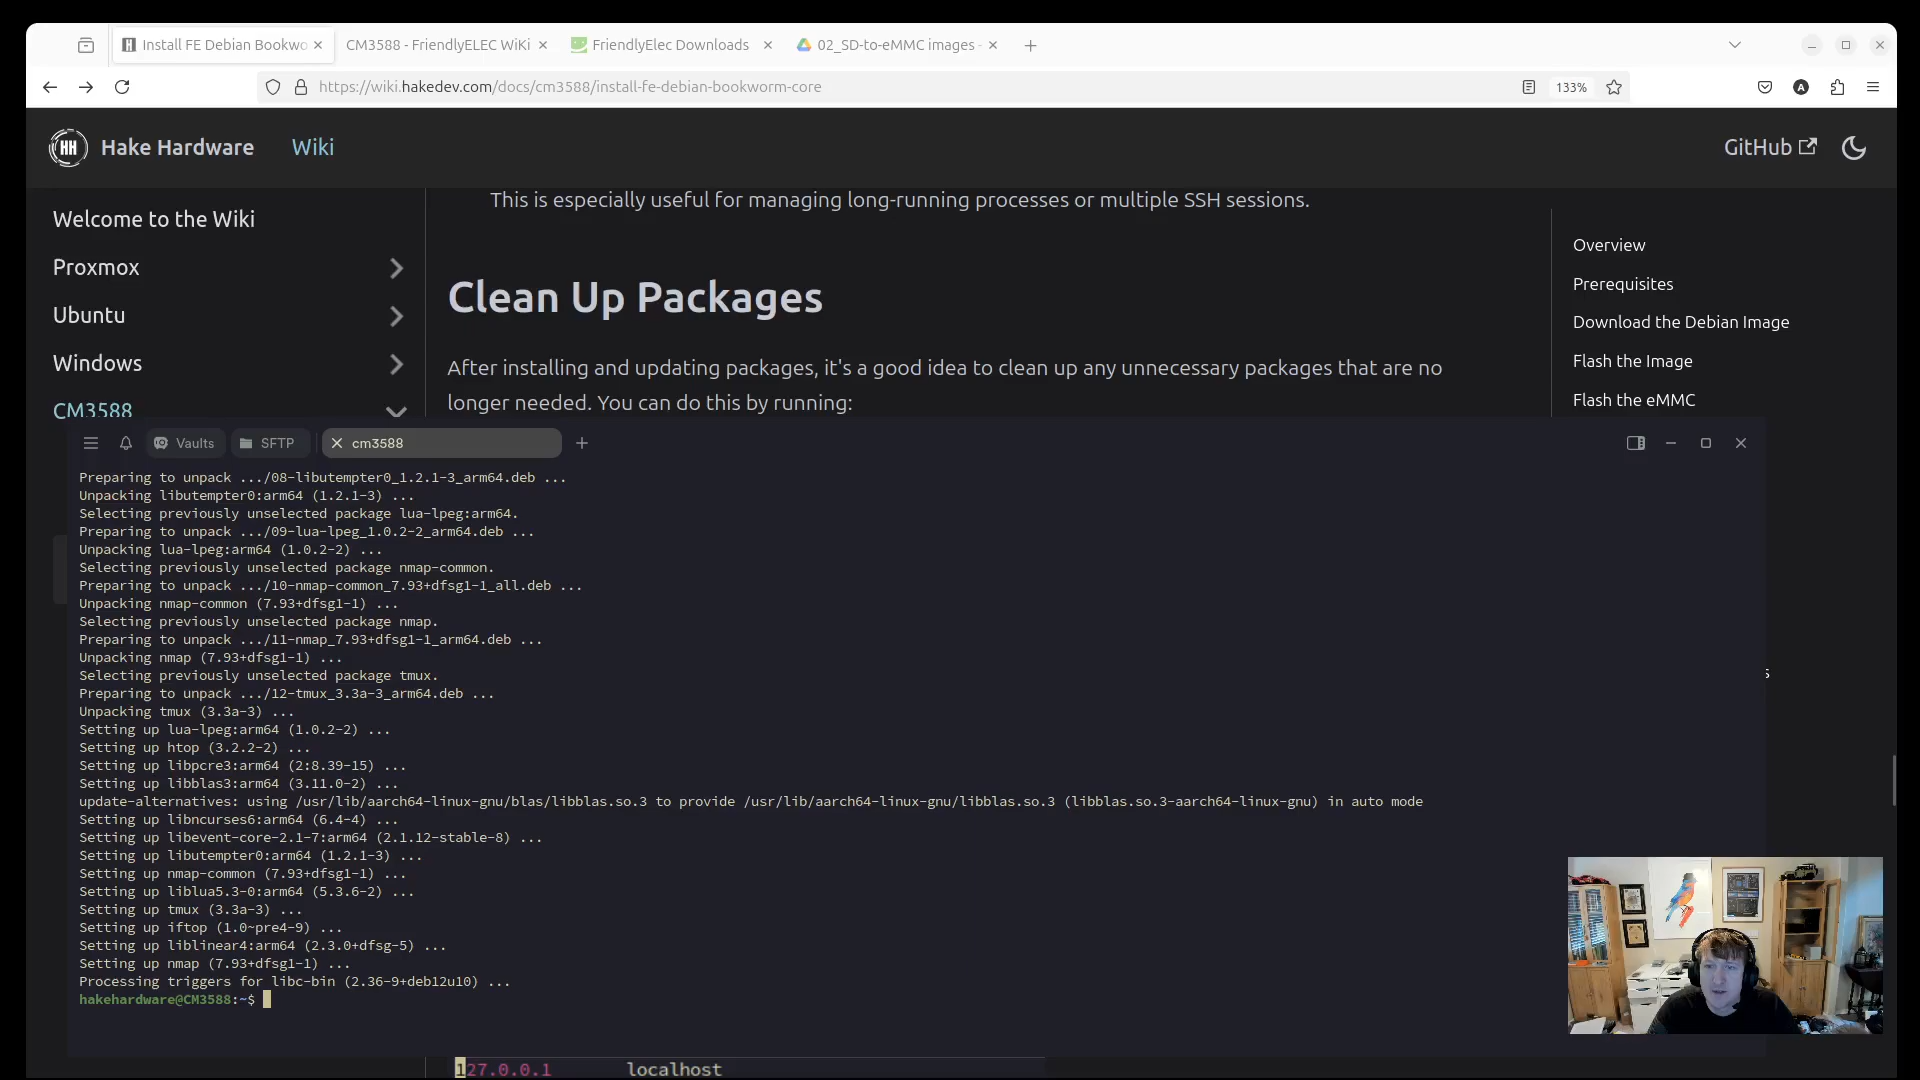 Install FE Debian Bookwo
CM3588 - FriendlyELEC WiKi
FriendlyElec Downloads
02_SD-to-eMMC images -
https://wiki.hakedev.com/docs/cm3588/install-fe-debian-bookworm-core
133%
A
HH
Hake Hardware
Wiki
GitHub
Welcome to the Wiki
Proxmox
Ubuntu
Windows
CM3588
This is especially useful for managing long-running processes or multiple SSH sessions.
Clean Up Packages
After installing and updating packages, it's a good idea to clean up any unnecessary packages that are no
longer needed. You can do this by running:
Overview
Prerequisites
Download the Debian Image
Flash the Image
Flash the eMMC
s
Vaults
SFTP
cm3588
Preparing to unpack .../08-libutempter0_1.2.1-3_arm64.deb ...
Unpacking libutempter0:arm64 (1.2.1-3) ...
Selecting previously unselected package lua-lpeg:arm64.
Preparing to unpack .../09-lua-lpeg_1.0.2-2_arm64.deb ...
Unpacking lua-lpeg:arm64 (1.0.2-2) ...
Selecting previously unselected package nmap-common.
Preparing to unpack .../10-nmap-common_7.93+dfsg1-1_all.deb ...
Unpacking nmap-common (7.93+dfsg1-1) ...
Selecting previously unselected package nmap.
Preparing to unpack .../11-nmap_7.93+dfsg1-1_arm64.deb ...
Unpacking nmap (7.93+dfsg1-1) ...
Selecting previously unselected package tmux.
Preparing to unpack .../12-tmux_3.3a-3_arm64.deb ...
Unpacking tmux (3.3a-3) ...
Setting up lua-lpeg:arm64 (1.0.2-2) ...
Setting up htop (3.2.2-2) ...
Setting up libpcre3:arm64 (2:8.39-15) ...
Setting up libblas3:arm64 (3.11.0-2) ...
update-alternatives: using /usr/lib/aarch64-linux-gnu/blas/libblas.so.3 to provide /usr/lib/aarch64-linux-gnu/libblas.so.3 (libblas.so.3-aarch64-linux-gnu) in auto mode
Setting up libncurses6:arm64 (6.4-4) ...
Setting up libevent-core-2.1-7:arm64 (2.1.12-stable-8) ...
Setting up libutempter0:arm64 (1.2.1-3) ...
Setting up nmap-common (7.93+dfsg1-1) ...
Setting up liblua5.3-0:arm64 (5.3.6-2) ...
Setting up tmux (3.3a-3) ...
Setting up iftop (1.0~pre4-9) ...
Setting up liblinear4:arm64 (2.3.0+dfsg-5) ...
Setting up nmap (7.93+dfsg1-1) ...
Processing triggers for libc-bin (2.36-9+deb12u10) ...
hakehardware@CM3588:~$
127.0.0.1 localhost